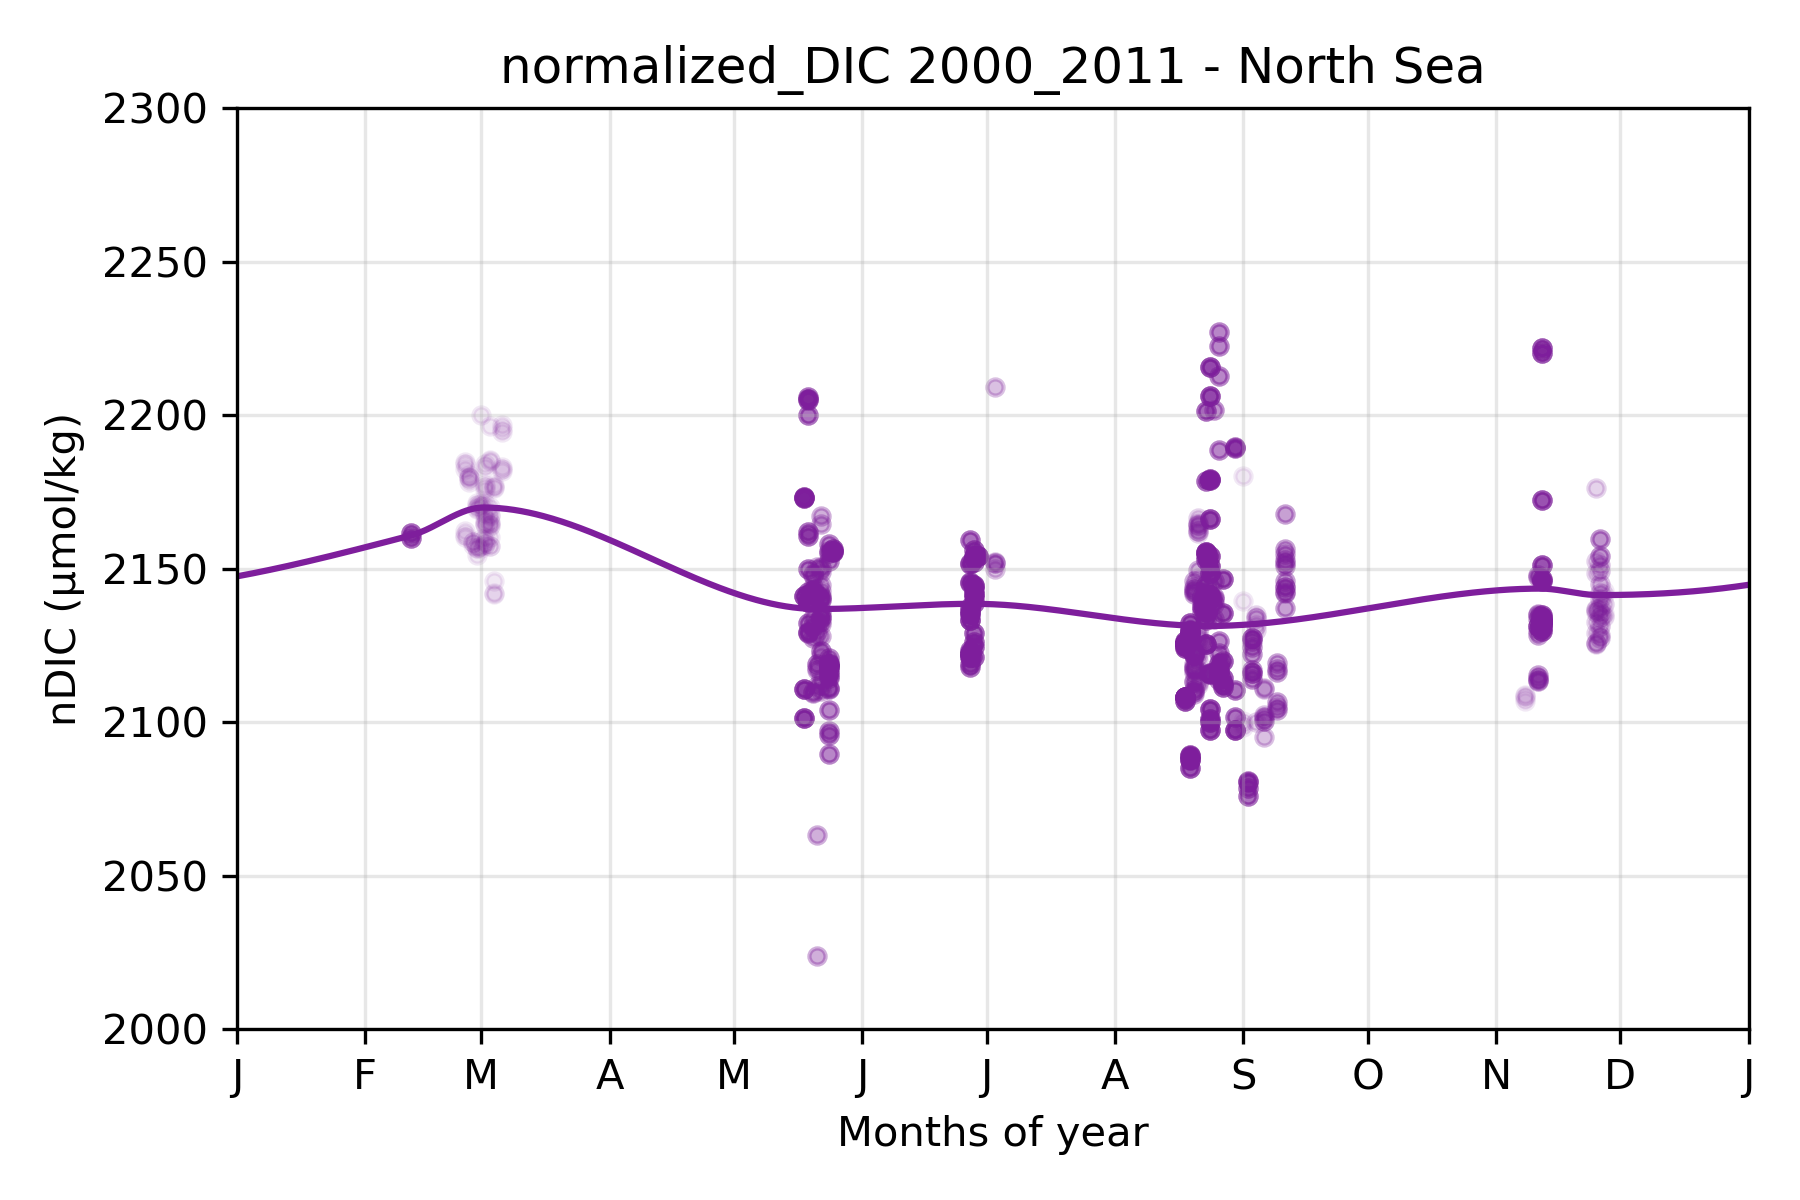 normalized_DIC 2000_2011 - North Sea
2300
2250
2200
2150
2100
2050
2000
nDIC (μmol/kg)
J F M A M J J A S O N D J
Months of year